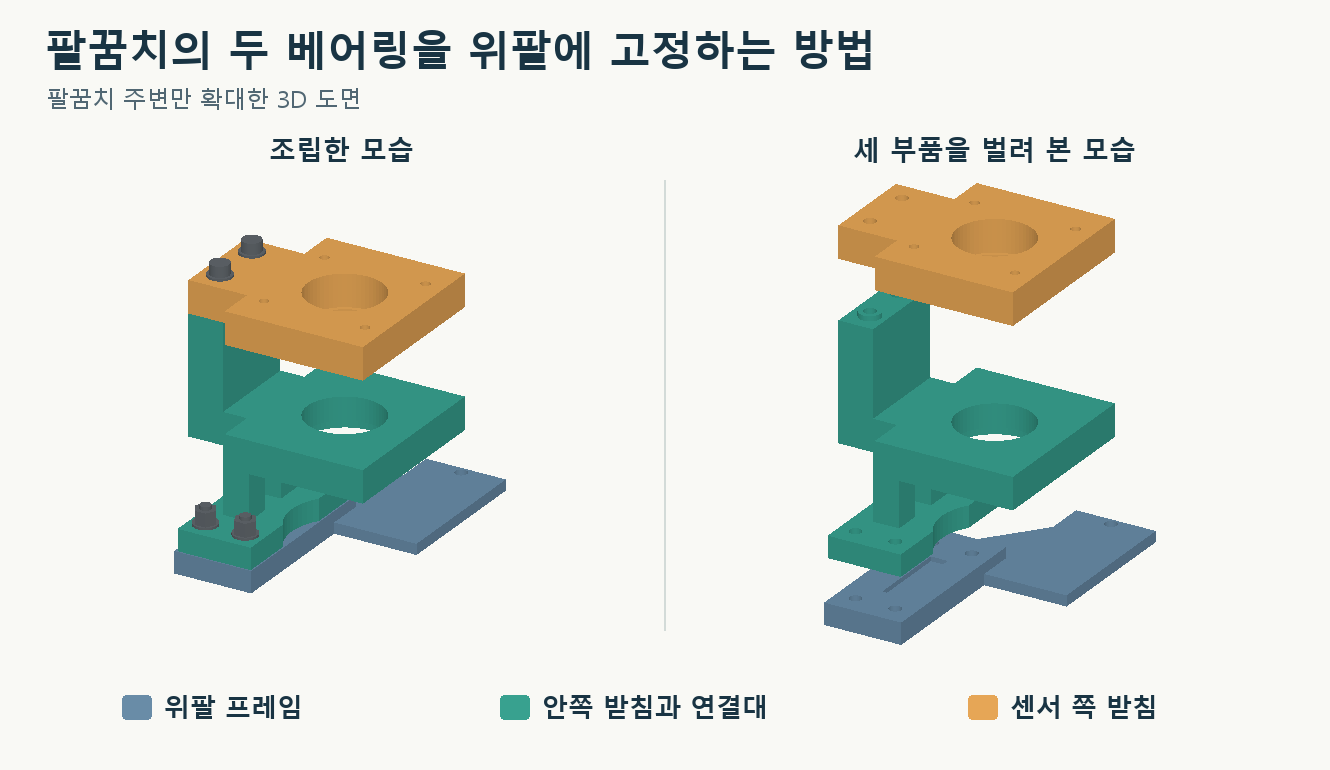 팔꿈치의 두 베어링을 위팔에 고정하는 방법
팔꿈치 주변만 확대한 3D 도면
조립한 모습
세 부품을 벌려 본 모습
위팔 프레임
안쪽 받침과 연결대
센서 쪽 받침